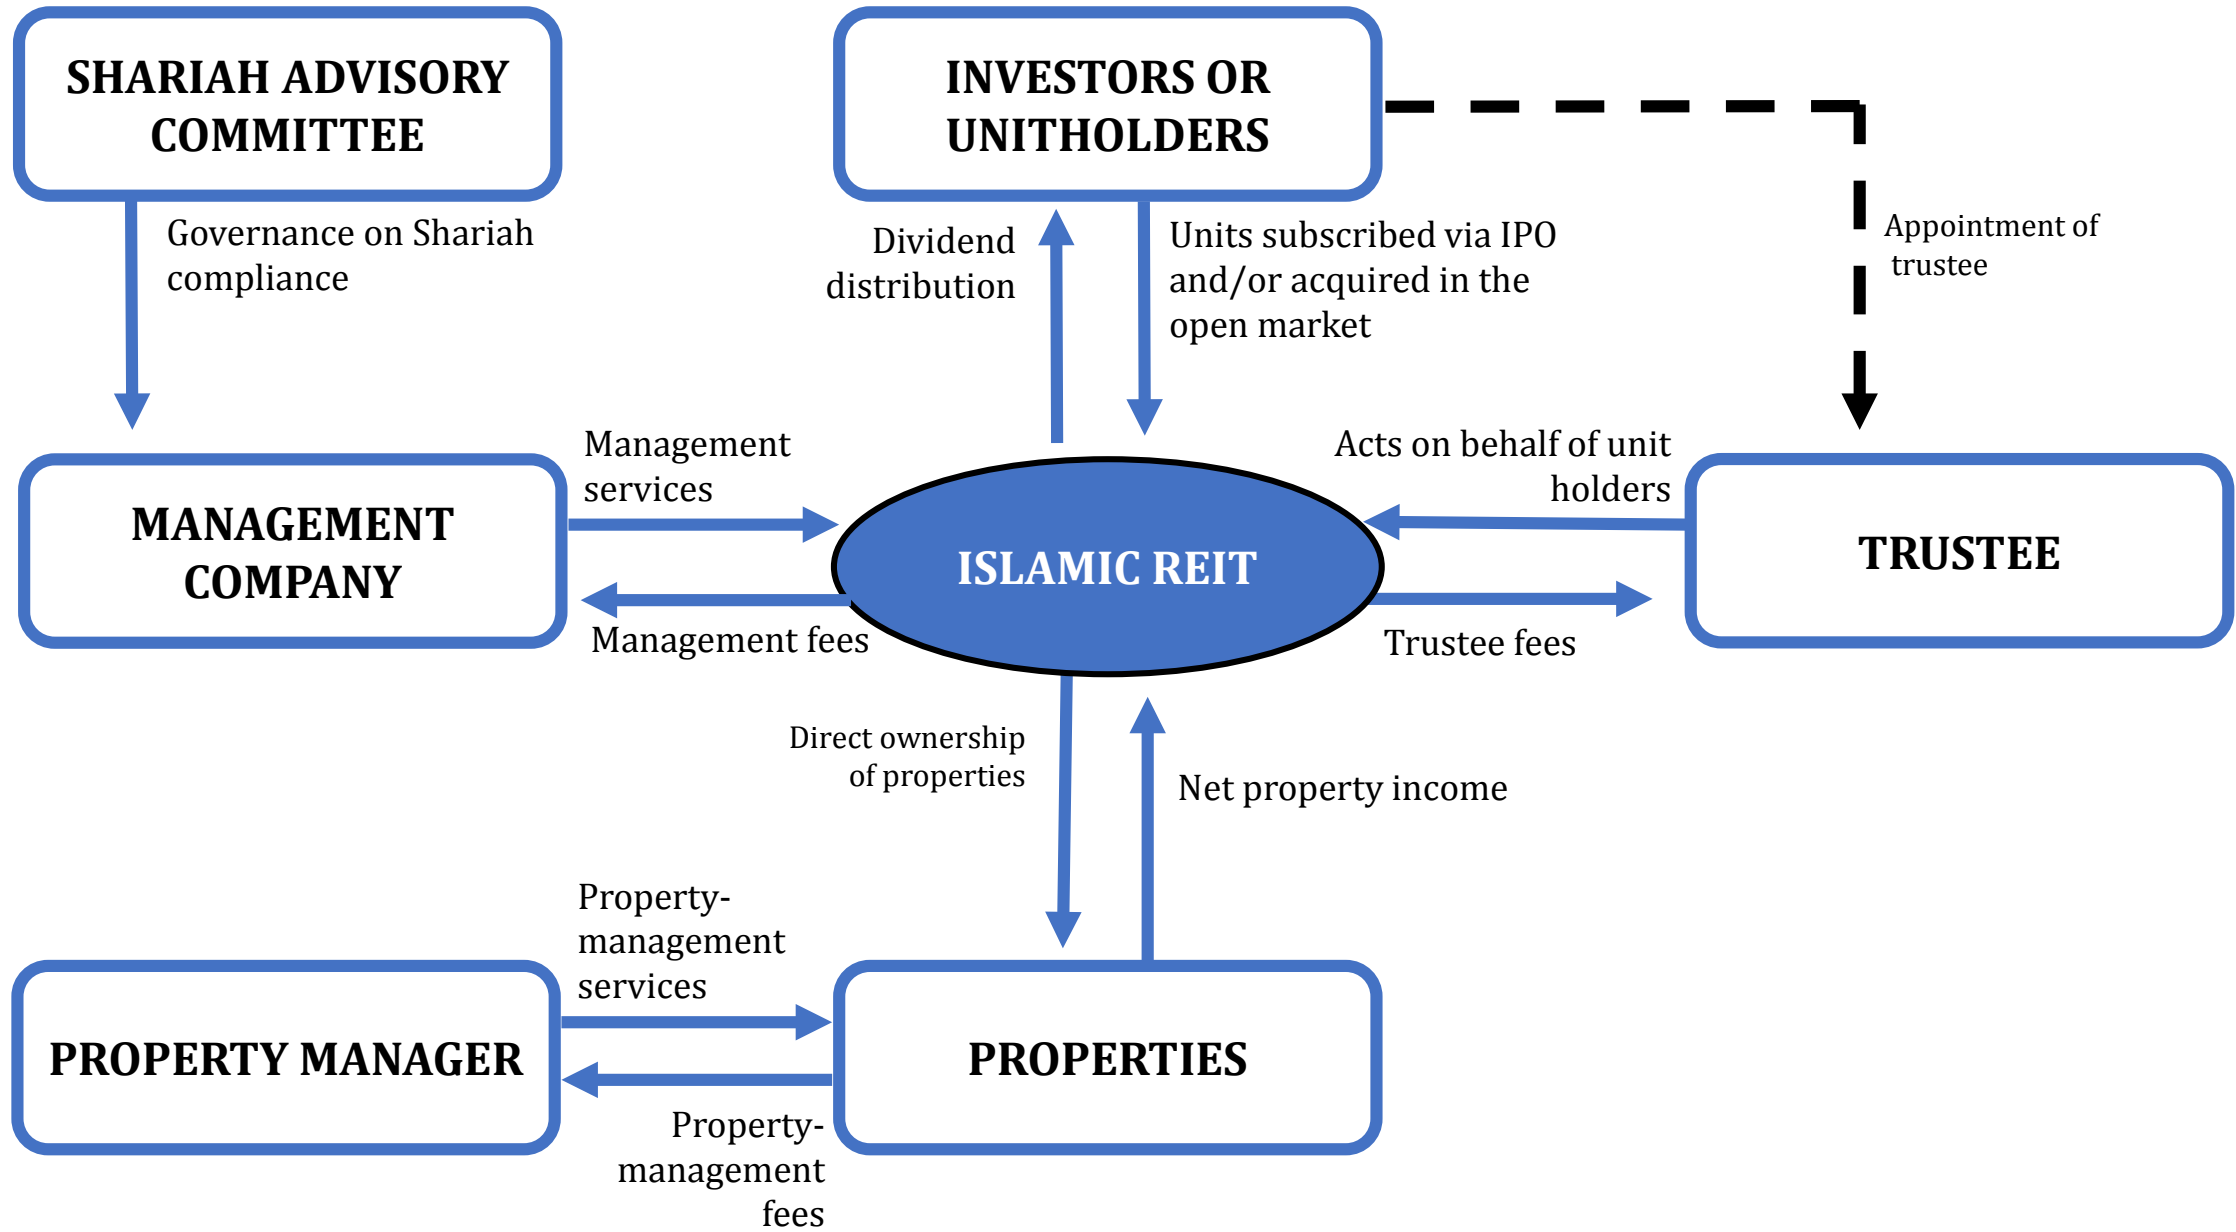 SHARIAH ADVISORY
COMMITTEE
INVESTORS OR
UNITHOLDERS
Governance on Shariah
compliance
Dividend
distribution
Units subscribed via IPO
and/or acquired in the
open market
Appointment of
trustee
Management
services
Acts on behalf of unit
holders
MANAGEMENT
COMPANY
ISLAMIC REIT
TRUSTEE
Management fees
Trustee fees
Direct ownership
of properties
Net property income
Property-
management
services
PROPERTY MANAGER
PROPERTIES
Property-
management
fees